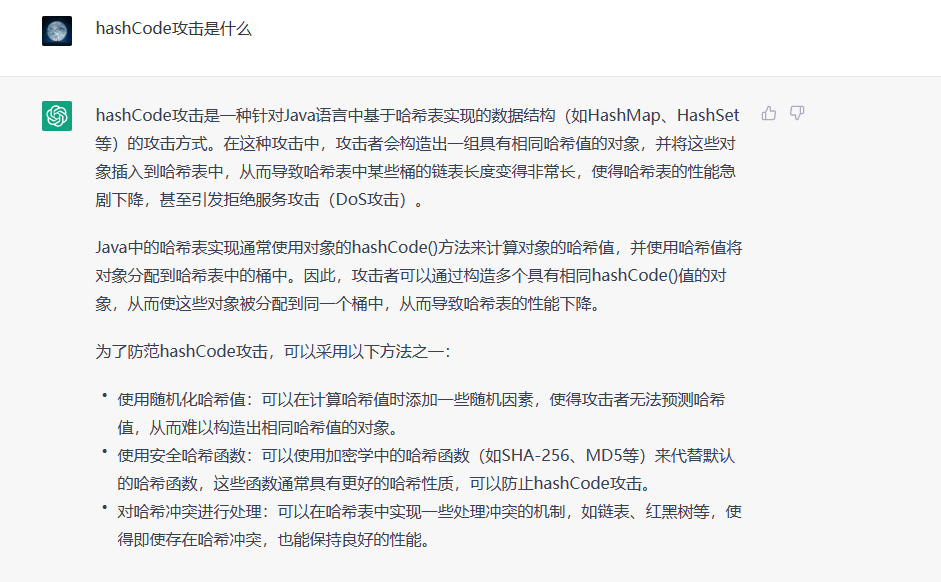 hashCode攻击是什么
hashCode攻击是一种针对Java语言中基于哈希表实现的数据结构（如HashMap、HashSet
等）的攻击方式。在这种攻击中，攻击者会构造出一组具有相同哈希值的对象，并将这些对
象插入到哈希表中，从而导致哈希表中某些桶的链表长度变得非常长，使得哈希表的性能急
剧下降，甚至引发拒绝服务攻击（DoS攻击）。
Java中的哈希表实现通常使用对象的hashCode()方法来计算对象的哈希值，并使用哈希值将
对象分配到哈希表中的桶中。因此，攻击者可以通过构造多个具有相同hashCode()值的对
象，从而使这些对象被分配到同一个桶中，从而导致哈希表的性能下降。
为了防范hashCode攻击，可以采用以下方法之一：
• 使用随机化哈希值：可以在计算哈希值时添加一些随机因素，使得攻击者无法预测哈希
值，从而难以构造出相同哈希值的对象。
• 使用安全哈希函数：可以使用加密学中的哈希函数（如SHA-256、MD5等）来代替默认
的哈希函数，这些函数通常具有更好的哈希性质，可以防止hashCode攻击。
• 对哈希冲突进行处理：可以在哈希表中实现一些处理冲突的机制，如链表、红黑树等，使
得即使存在哈希冲突，也能保持良好的性能。